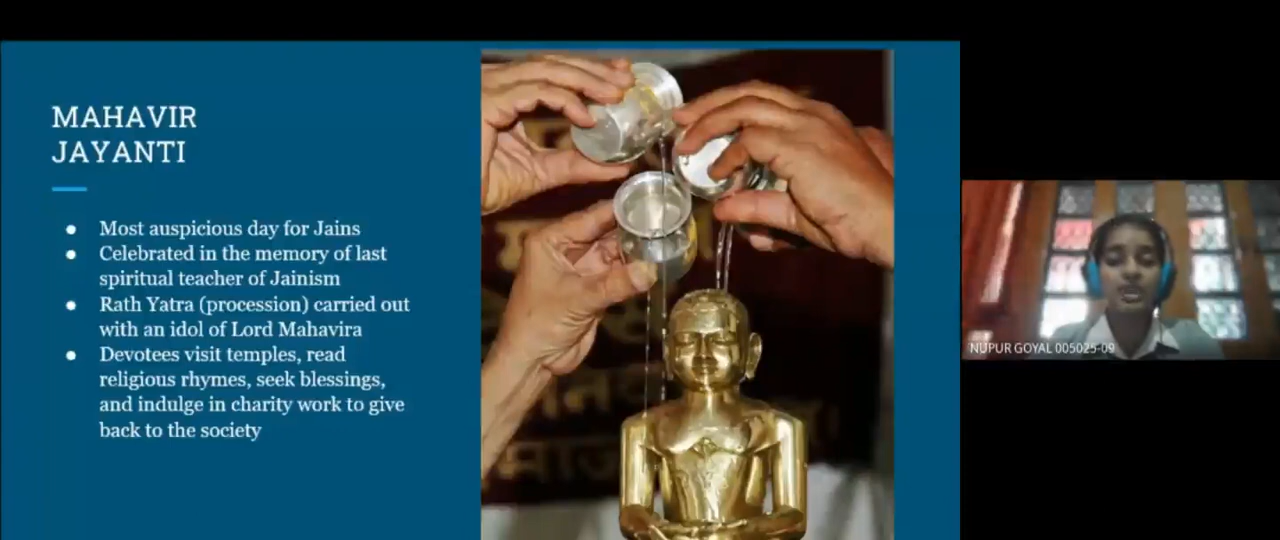 MAHAVIR
JAYANTI
● Most auspicious day for Jains
● Celebrated in the memory of last
spiritual teacher of Jainism
● Rath Yatra (procession) carried out
with an idol of Lord Mahavira
● Devotees visit temples, read
religious rhymes, seek blessings,
and indulge in charity work to give
back to the society
NUPUR GOYAL 005025-09